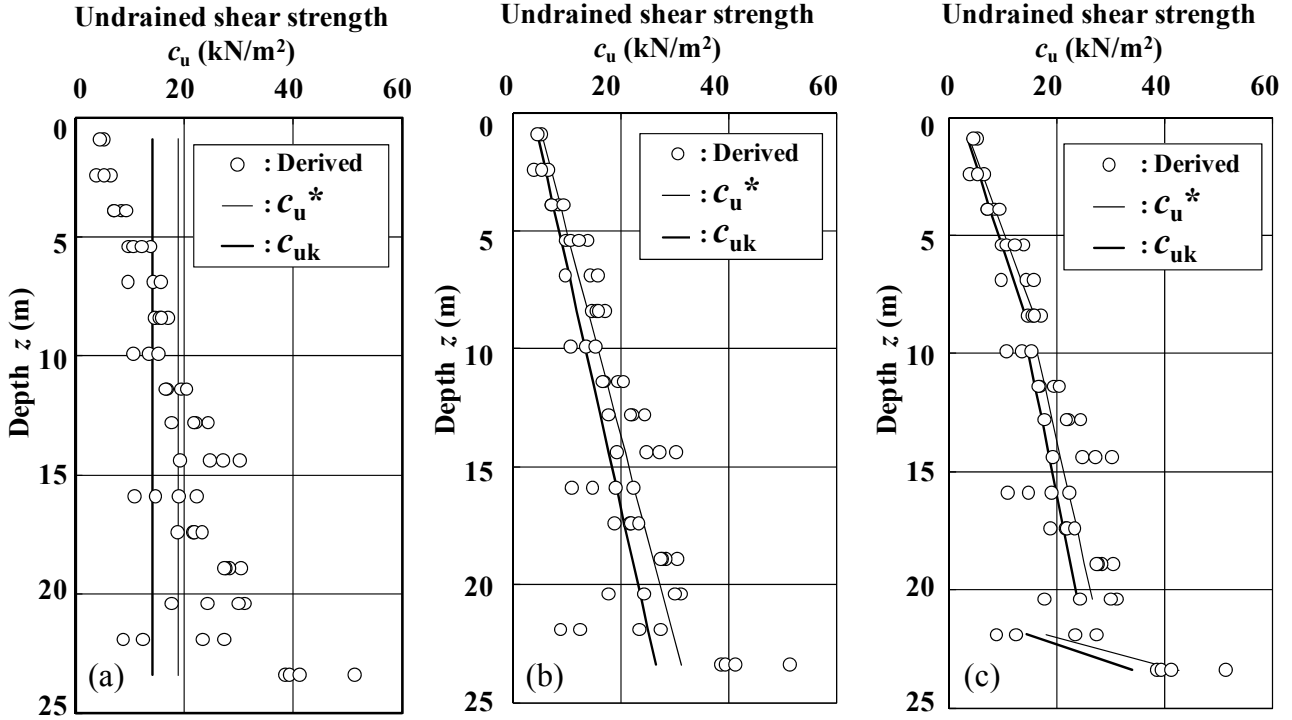 Undrained shear strength
cu (kN/m2)
0 20 40 60
0
5
10
15
20
25
Depth z (m)
: Derived
: cu*
: cuk
(a)
Undrained shear strength
cu (kN/m2)
0 20 40 60
0
5
10
15
20
25
Depth z (m)
: Derived
: cu*
: cuk
(b)
Undrained shear strength
cu (kN/m2)
0 20 40 60
0
5
10
15
20
25
Depth z (m)
: Derived
: cu*
: cuk
(c)